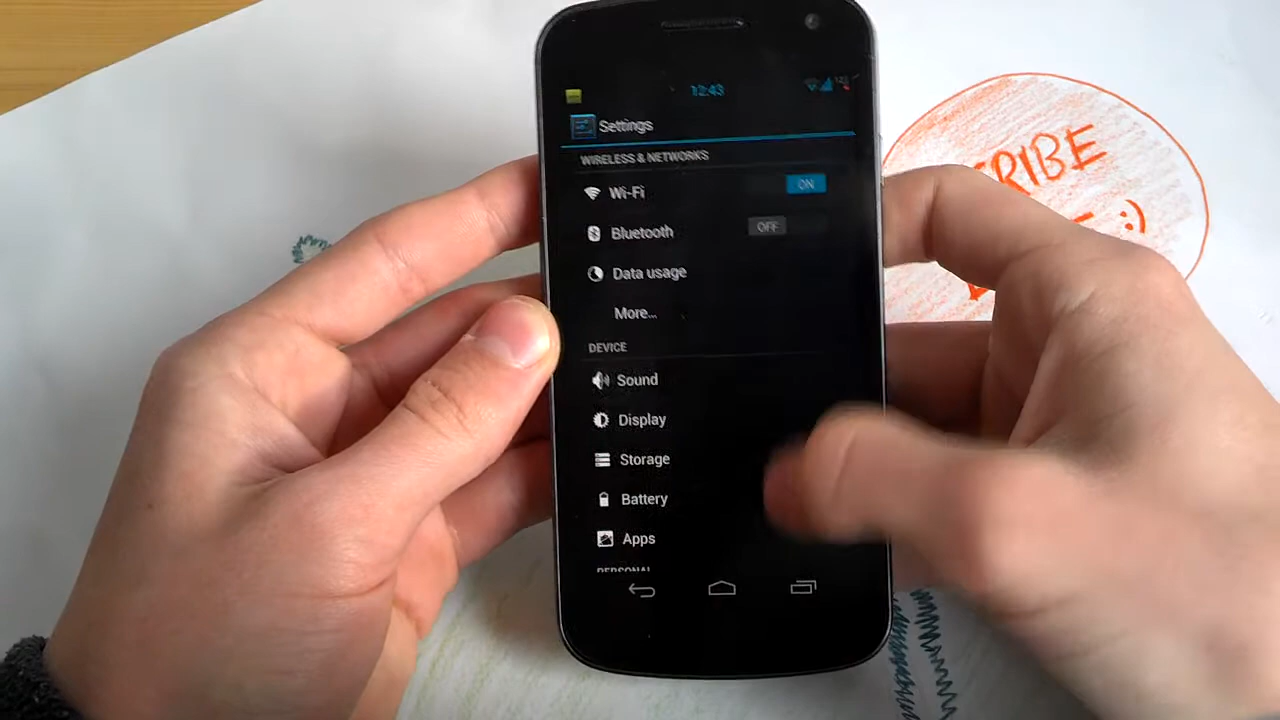 12:43
Settings
WIRELESS & NETWORKS
Wi-Fi
ON
Bluetooth
OFF
Data usage
More...
DEVICE
Sound
Display
Storage
Battery
Apps
PERSONAL
:)